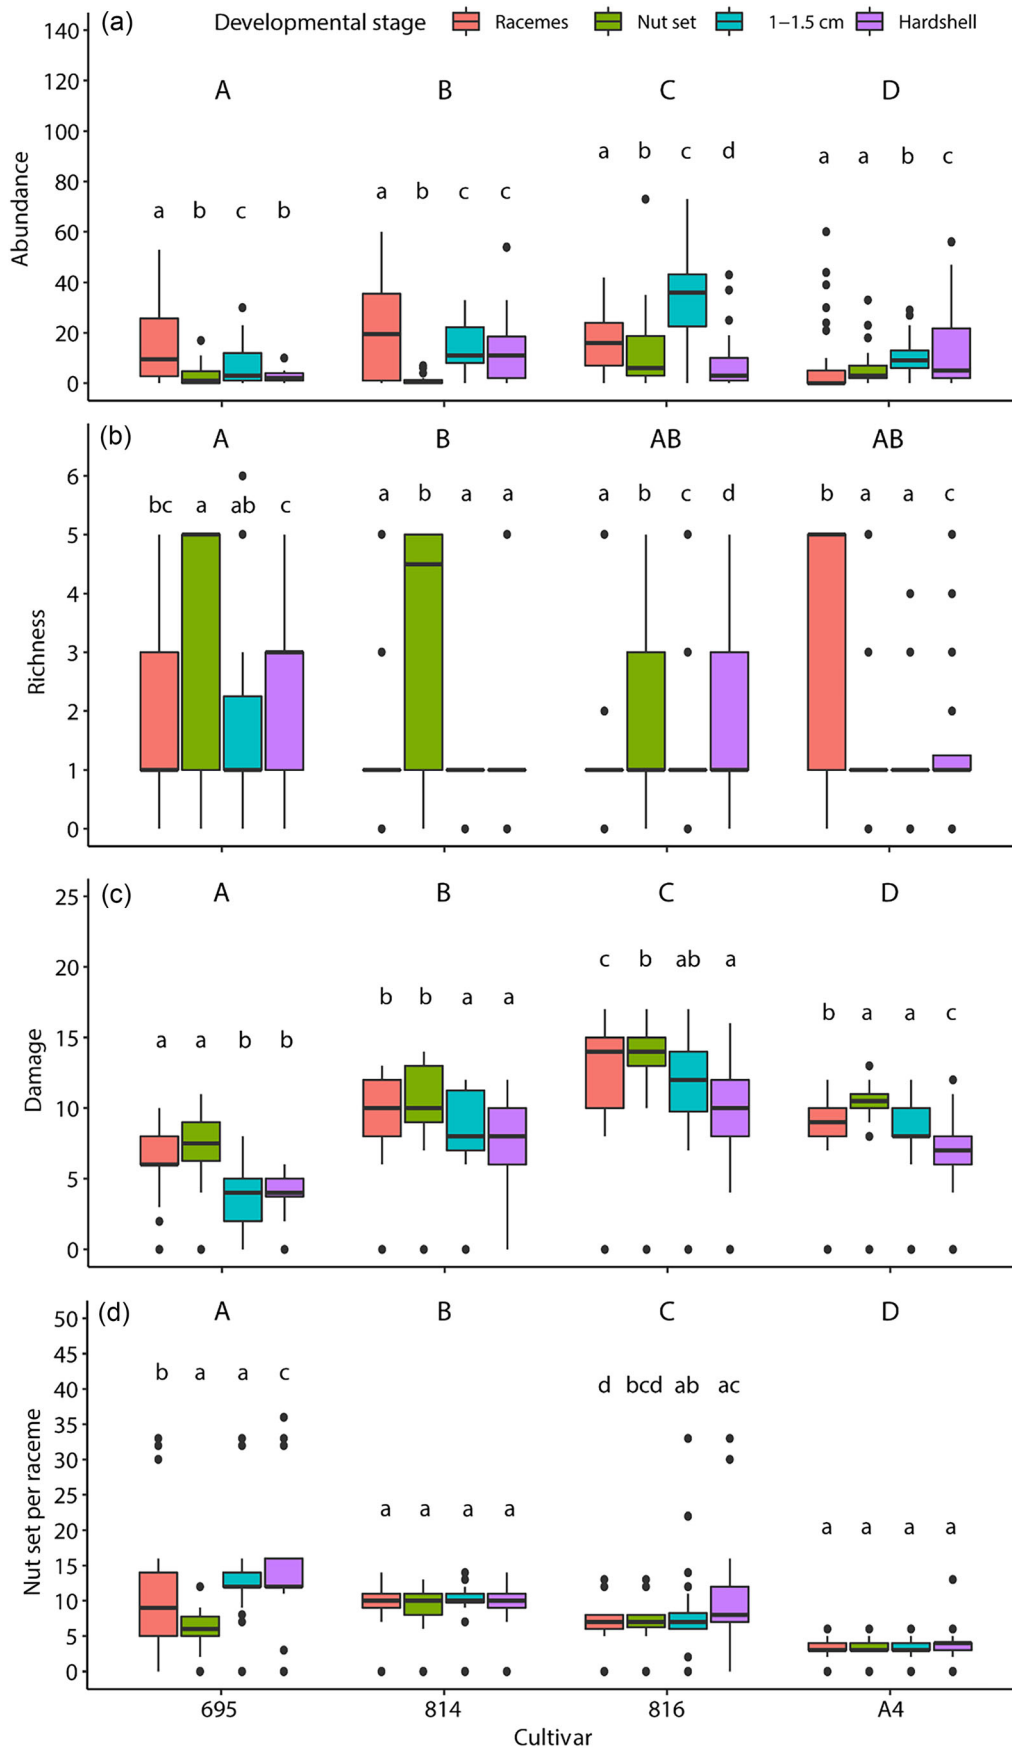 (a) Developmental stage Racemes Nut set 1−1.5 cm Hardshell
140
120
A B C D
100
a b c d
a a b c
80
a b c c
a b c b
60
40
20
0
Abundance
(b) A B AB AB
6
bc a ab c
a b a a
a b c d
b a a c
5
4
3
2
1
0
Richness
(c) A B C D
25
20
c b ab a
b b a a
b a a c
15
a a b b
10
5
0
Damage
(d) A B C D
50
45
40
b a a c
d bcd ab ac
35
30
25
a a a a
20
a a a a
15
10
5
0
Nut set per raceme
695 814 816 A4
Cultivar